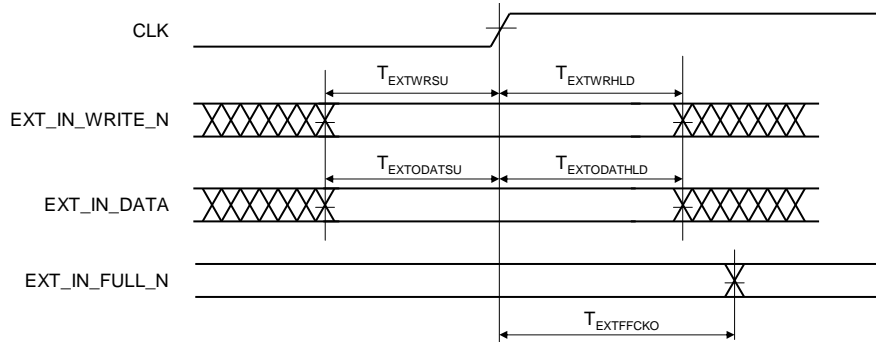 CLK
T_EXTWRSU T_EXTWRHLD
EXT_IN_WRITE_N
T_EXTODATSU T_EXTODATHLD
EXT_IN_DATA
EXT_IN_FULL_N
T_EXTFFCKO